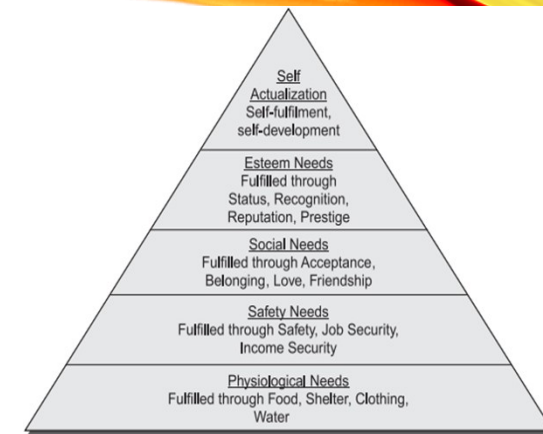 Self
Actualization
Self-fulfilment,
self-development
Esteem Needs
Fulfilled through
Status, Recognition,
Reputation, Prestige
Social Needs
Fulfilled through Acceptance,
Belonging, Love, Friendship
Safety Needs
Fulfilled through Safety, Job Security,
Income Security
Physiological Needs
Fulfilled through Food, Shelter, Clothing,
Water